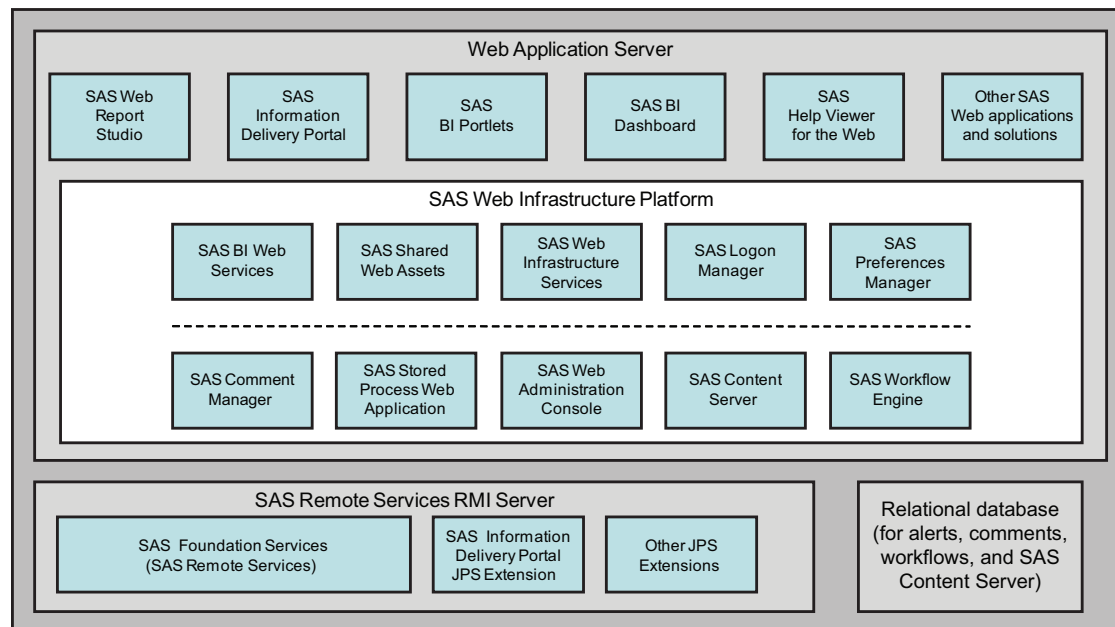 Web Application Server
SAS Web
Report
Studio
SAS
Information
Delivery Portal
SAS
BI Portlets
SAS BI
Dashboard
SAS
Help Viewer
for the Web
Other SAS
Web applications
and solutions
SAS Web Infrastructure Platform
SAS BI Web
Services
SAS Shared
Web Assets
SAS Web
Infrastructure
Services
SAS Logon
Manager
SAS
Preferences
Manager
SAS Comment
Manager
SAS Stored
Process Web
Application
SAS Web
Administration
Console
SAS Content
Server
SAS Workflow
Engine
SAS Remote Services RMI Server
SAS Foundation Services
(SAS Remote Services)
SAS Information
Delivery Portal
JPS Extension
Other JPS
Extensions
Relational database
(for alerts, comments,
workflows, and SAS
Content Server)